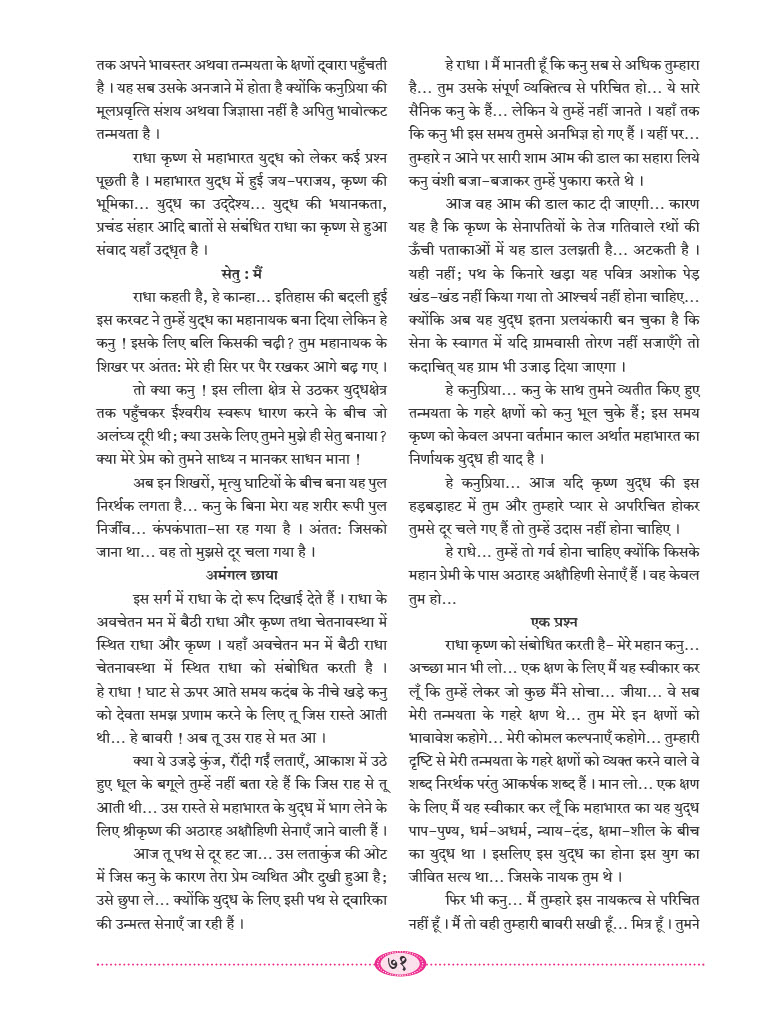 तक अपने भावस्तर अथवा तन्मयता के क्षणों द्‌वारा पहुँचती
है । यह सब उसके अनजाने में होता है क्योंकि कनुप्रिया की
मूलप्रवृत्ति संशय अथवा जिज्ञासा नहीं है अपितु भावोत्कट
तन्मयता है ।
राधा कृष्ण से महाभारत युद्ध को लेकर कई प्रश्न
पूछती है । महाभारत युद्ध में हुई जय-पराजय, कृष्ण की
भूमिका... युद्ध का उद्‌देश्य... युद्ध की भयानकता,
प्रचंड संहार आदि बातों से संबंधित राधा का कृष्ण से हुआ
संवाद यहाँ उद्‌धृत है ।
सेतु : मैं
राधा कहती है, हे कान्हा... इतिहास की बदली हुई
इस करवट ने तुम्हें युद्ध का महानायक बना दिया लेकिन हे
कनु ! इसके लिए बलि किसकी चढ़ी ? तुम महानायक के
शिखर पर अंततः मेरे ही सिर पर पैर रखकर आगे बढ़ गए ।
तो क्या कनु ! इस लीला क्षेत्र से उठकर युद्धक्षेत्र
तक पहुँचकर ईश्वरीय स्वरूप धारण करने के बीच जो
अलंघ्य दूरी थी; क्या उसके लिए तुमने मुझे ही सेतु बनाया?
क्या मेरे प्रेम को तुमने साध्य न मानकर साधन माना !
अब इन शिखरों, मृत्यु घाटियों के बीच बना यह पुल
निरर्थक लगता है... कनु के बिना मेरा यह शरीर रूपी पुल
निर्जीव... कंपकंपाता-सा रह गया है । अंततः जिसको
जाना था... वह तो मुझसे दूर चला गया है ।
अमंगल छाया
इस सर्ग में राधा के दो रूप दिखाई देते हैं । राधा के
अवचेतन मन में बैठी राधा और कृष्ण तथा चेतनावस्था में
स्थित राधा और कृष्ण । यहाँ अवचेतन मन में बैठी राधा
चेतनावस्था में स्थित राधा को संबोधित करती है ।
हे राधा ! घाट से ऊपर आते समय कदंब के नीचे खड़े कनु
को देवता समझ प्रणाम करने के लिए तू जिस रास्ते आती
थी... हे बावरी ! अब तू उस राह से मत आ ।
क्या ये उजड़े कुंज, रौंदी गईं लताएँ, आकाश में उठे
हुए धूल के बगूले तुम्हें नहीं बता रहे हैं कि जिस राह से तू
आती थी... उस रास्ते से महाभारत के युद्ध में भाग लेने के
लिए श्रीकृष्ण की अठारह अक्षौहिणी सेनाएँ जाने वाली हैं ।
आज तू पथ से दूर हट जा... उस लताकुंज की ओट
में जिस कनु के कारण तेरा प्रेम व्यथित और दुखी हुआ है;
उसे छुपा ले... क्योंकि युद्ध के लिए इसी पथ से द्‌वारिका
की उन्मत्त सेनाएँ जा रही हैं ।
हे राधा । मैं मानती हूँ कि कनु सब से अधिक तुम्हारा
है... तुम उसके संपूर्ण व्यक्तित्व से परिचित हो... ये सारे
सैनिक कनु के हैं... लेकिन ये तुम्हें नहीं जानते । यहाँ तक
कि कनु भी इस समय तुमसे अनभिज्ञ हो गए हैं । यहीं पर...
तुम्हारे न आने पर सारी शाम आम की डाल का सहारा लिये
कनु वंशी बजा-बजाकर तुम्हें पुकारा करते थे ।
आज वह आम की डाल काट दी जाएगी... कारण
यह है कि कृष्ण के सेनापतियों के तेज गतिवाले रथों की
ऊँची पताकाओं में यह डाल उलझती है... अटकती है ।
यही नहीं; पथ के किनारे खड़ा यह पवित्र अशोक पेड़
खंड-खंड नहीं किया गया तो आश्चर्य नहीं होना चाहिए...
क्योंकि अब यह युद्ध इतना प्रलयंकारी बन चुका है कि
सेना के स्वागत में यदि ग्रामवासी तोरण नहीं सजाएँगे तो
कदाचित् यह ग्राम भी उजाड़ दिया जाएगा ।
हे कनुप्रिया... कनु के साथ तुमने व्यतीत किए हुए
तन्मयता के गहरे क्षणों को कनु भूल चुके हैं; इस समय
कृष्ण को केवल अपना वर्तमान काल अर्थात महाभारत का
निर्णायक युद्ध ही याद है ।
हे कनुप्रिया... आज यदि कृष्ण युद्ध की इस
हड़बड़ाहट में तुम और तुम्हारे प्यार से अपरिचित होकर
तुमसे दूर चले गए हैं तो तुम्हें उदास नहीं होना चाहिए ।
हे राधे... तुम्हें तो गर्व होना चाहिए क्योंकि किसके
महान प्रेमी के पास अठारह अक्षौहिणी सेनाएँ हैं । वह केवल
तुम हो...
एक प्रश्न
राधा कृष्ण को संबोधित करती है- मेरे महान कनु...
अच्छा मान भी लो... एक क्षण के लिए मैं यह स्वीकार कर
लूँ कि तुम्हें लेकर जो कुछ मैंने सोचा... जीया... वे सब
मेरी तन्मयता के गहरे क्षण थे... तुम मेरे इन क्षणों को
भावावेश कहोगे... मेरी कोमल कल्पनाएँ कहोगे... तुम्हारी
दृष्टि से मेरी तन्मयता के गहरे क्षणों को व्यक्त करने वाले वे
शब्द निरर्थक परंतु आकर्षक शब्द हैं । मान लो... एक क्षण
के लिए मैं यह स्वीकार कर लूँ कि महाभारत का यह युद्ध
पाप-पुण्य, धर्म-अधर्म, न्याय-दंड, क्षमा-शील के बीच
का युद्ध था । इसलिए इस युद्ध का होना इस युग का
जीवित सत्य था... जिसके नायक तुम थे ।
फिर भी कनु... मैं तुम्हारे इस नायकत्व से परिचित
नहीं हूँ । मैं तो वही तुम्हारी बावरी सखी हूँ... मित्र हूँ । तुमने
७१